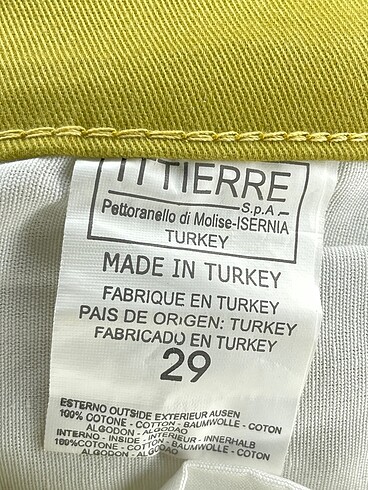 ITTIERRE
S.p.A.
Pettoranello di Molise-ISERNIA
TURKEY
MADE IN TURKEY
FABRIQUE EN TURKEY
PAIS DE ORIGEN: TURKEY
FABRICADO EN TURKEY
29
ESTERNO OUTSIDE EXTERIEUR AUSEN
100% COTONE - COTTON - BAUMWOLLE - COTON
ALGODON - ALGODAO
INTERNO - INSIDE - INTERIEUR - INNERHALB
100%COTONE - COTTON - BAUMWOLLE - COTON
ALGODON - ALGODAO